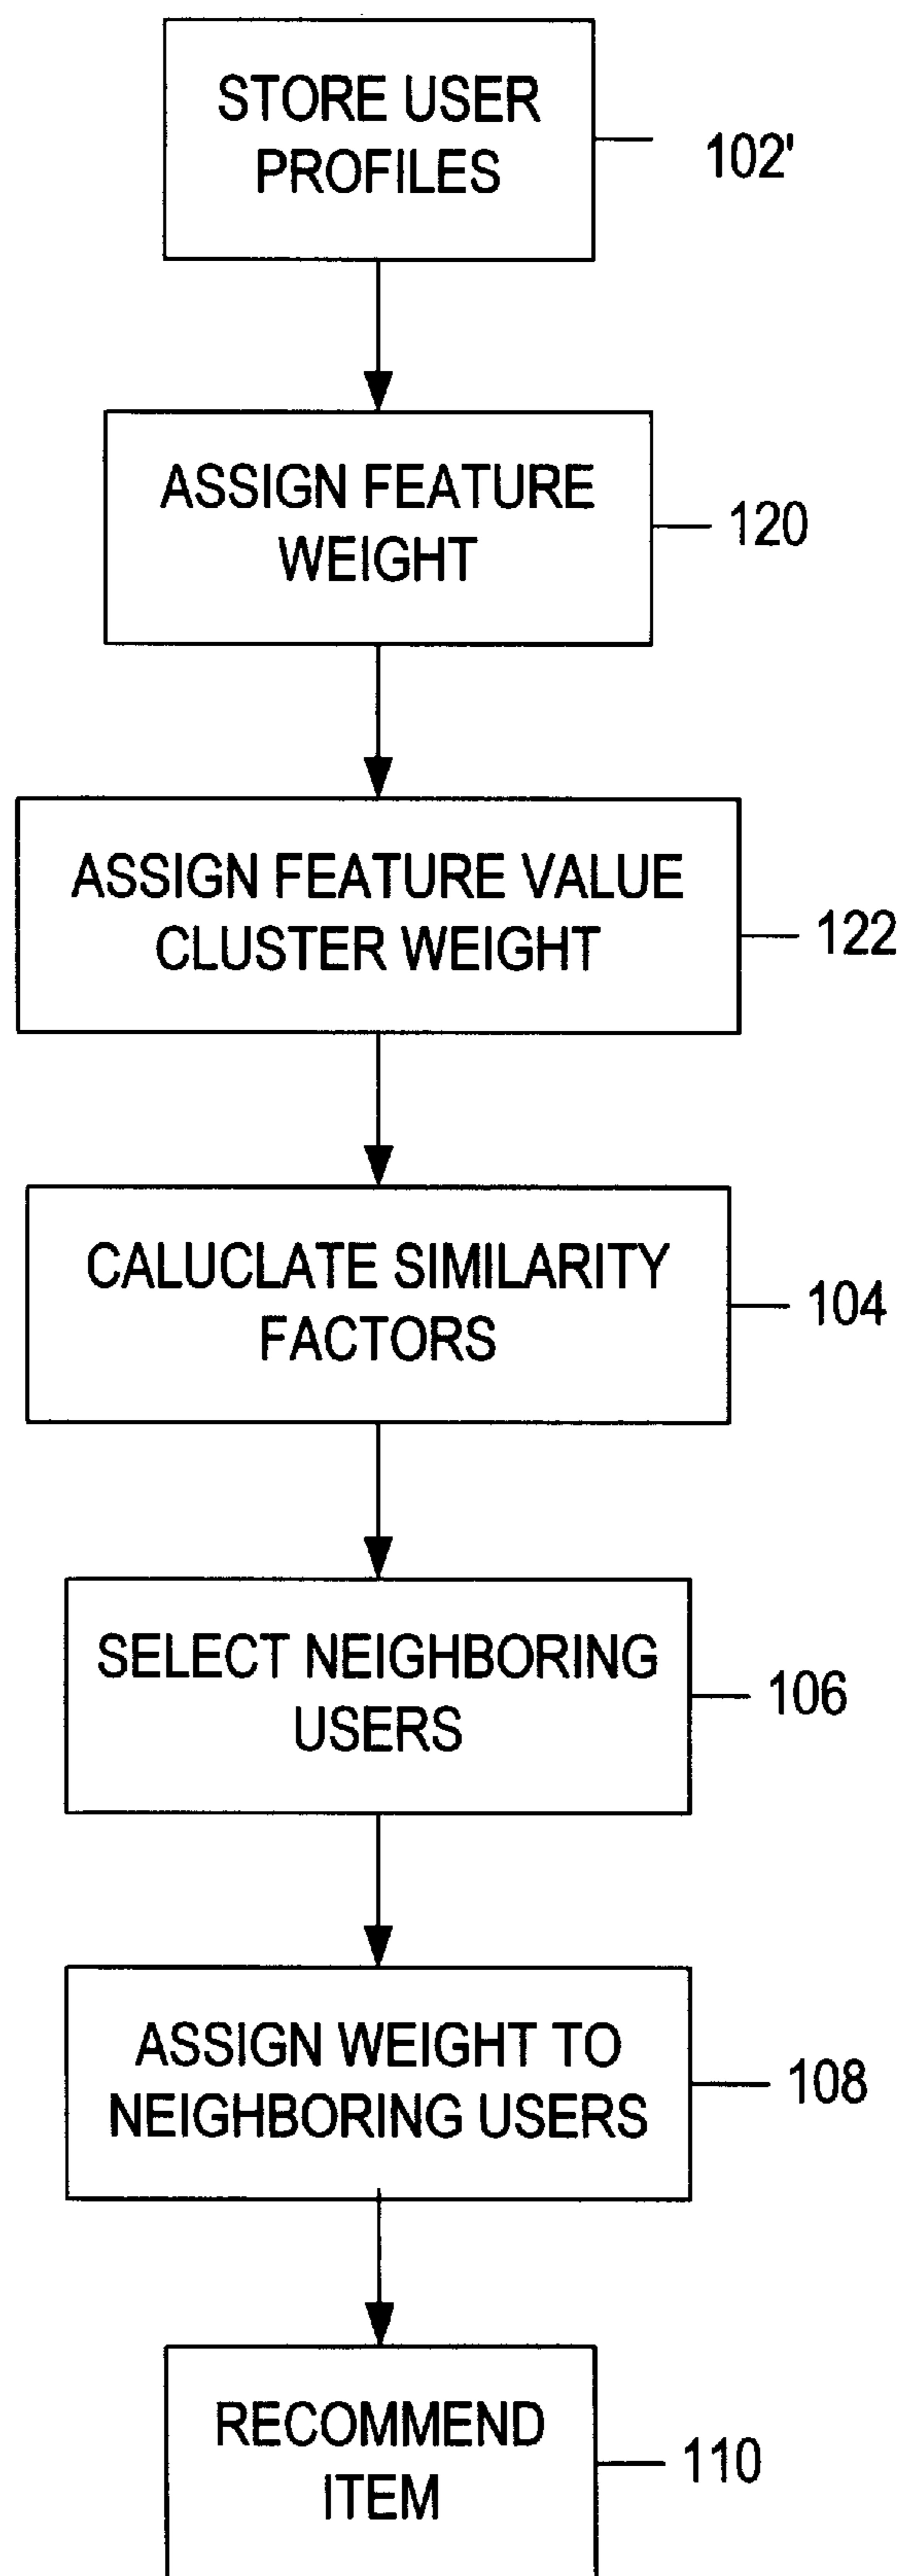 STORE USER
PROFILES
102'
ASSIGN FEATURE
WEIGHT
120
ASSIGN FEATURE VALUE
CLUSTER WEIGHT
122
CALUCLATE SIMILARITY
FACTORS
104
SELECT NEIGHBORING
USERS
106
ASSIGN WEIGHT TO
NEIGHBORING USERS
108
RECOMMEND
ITEM
110